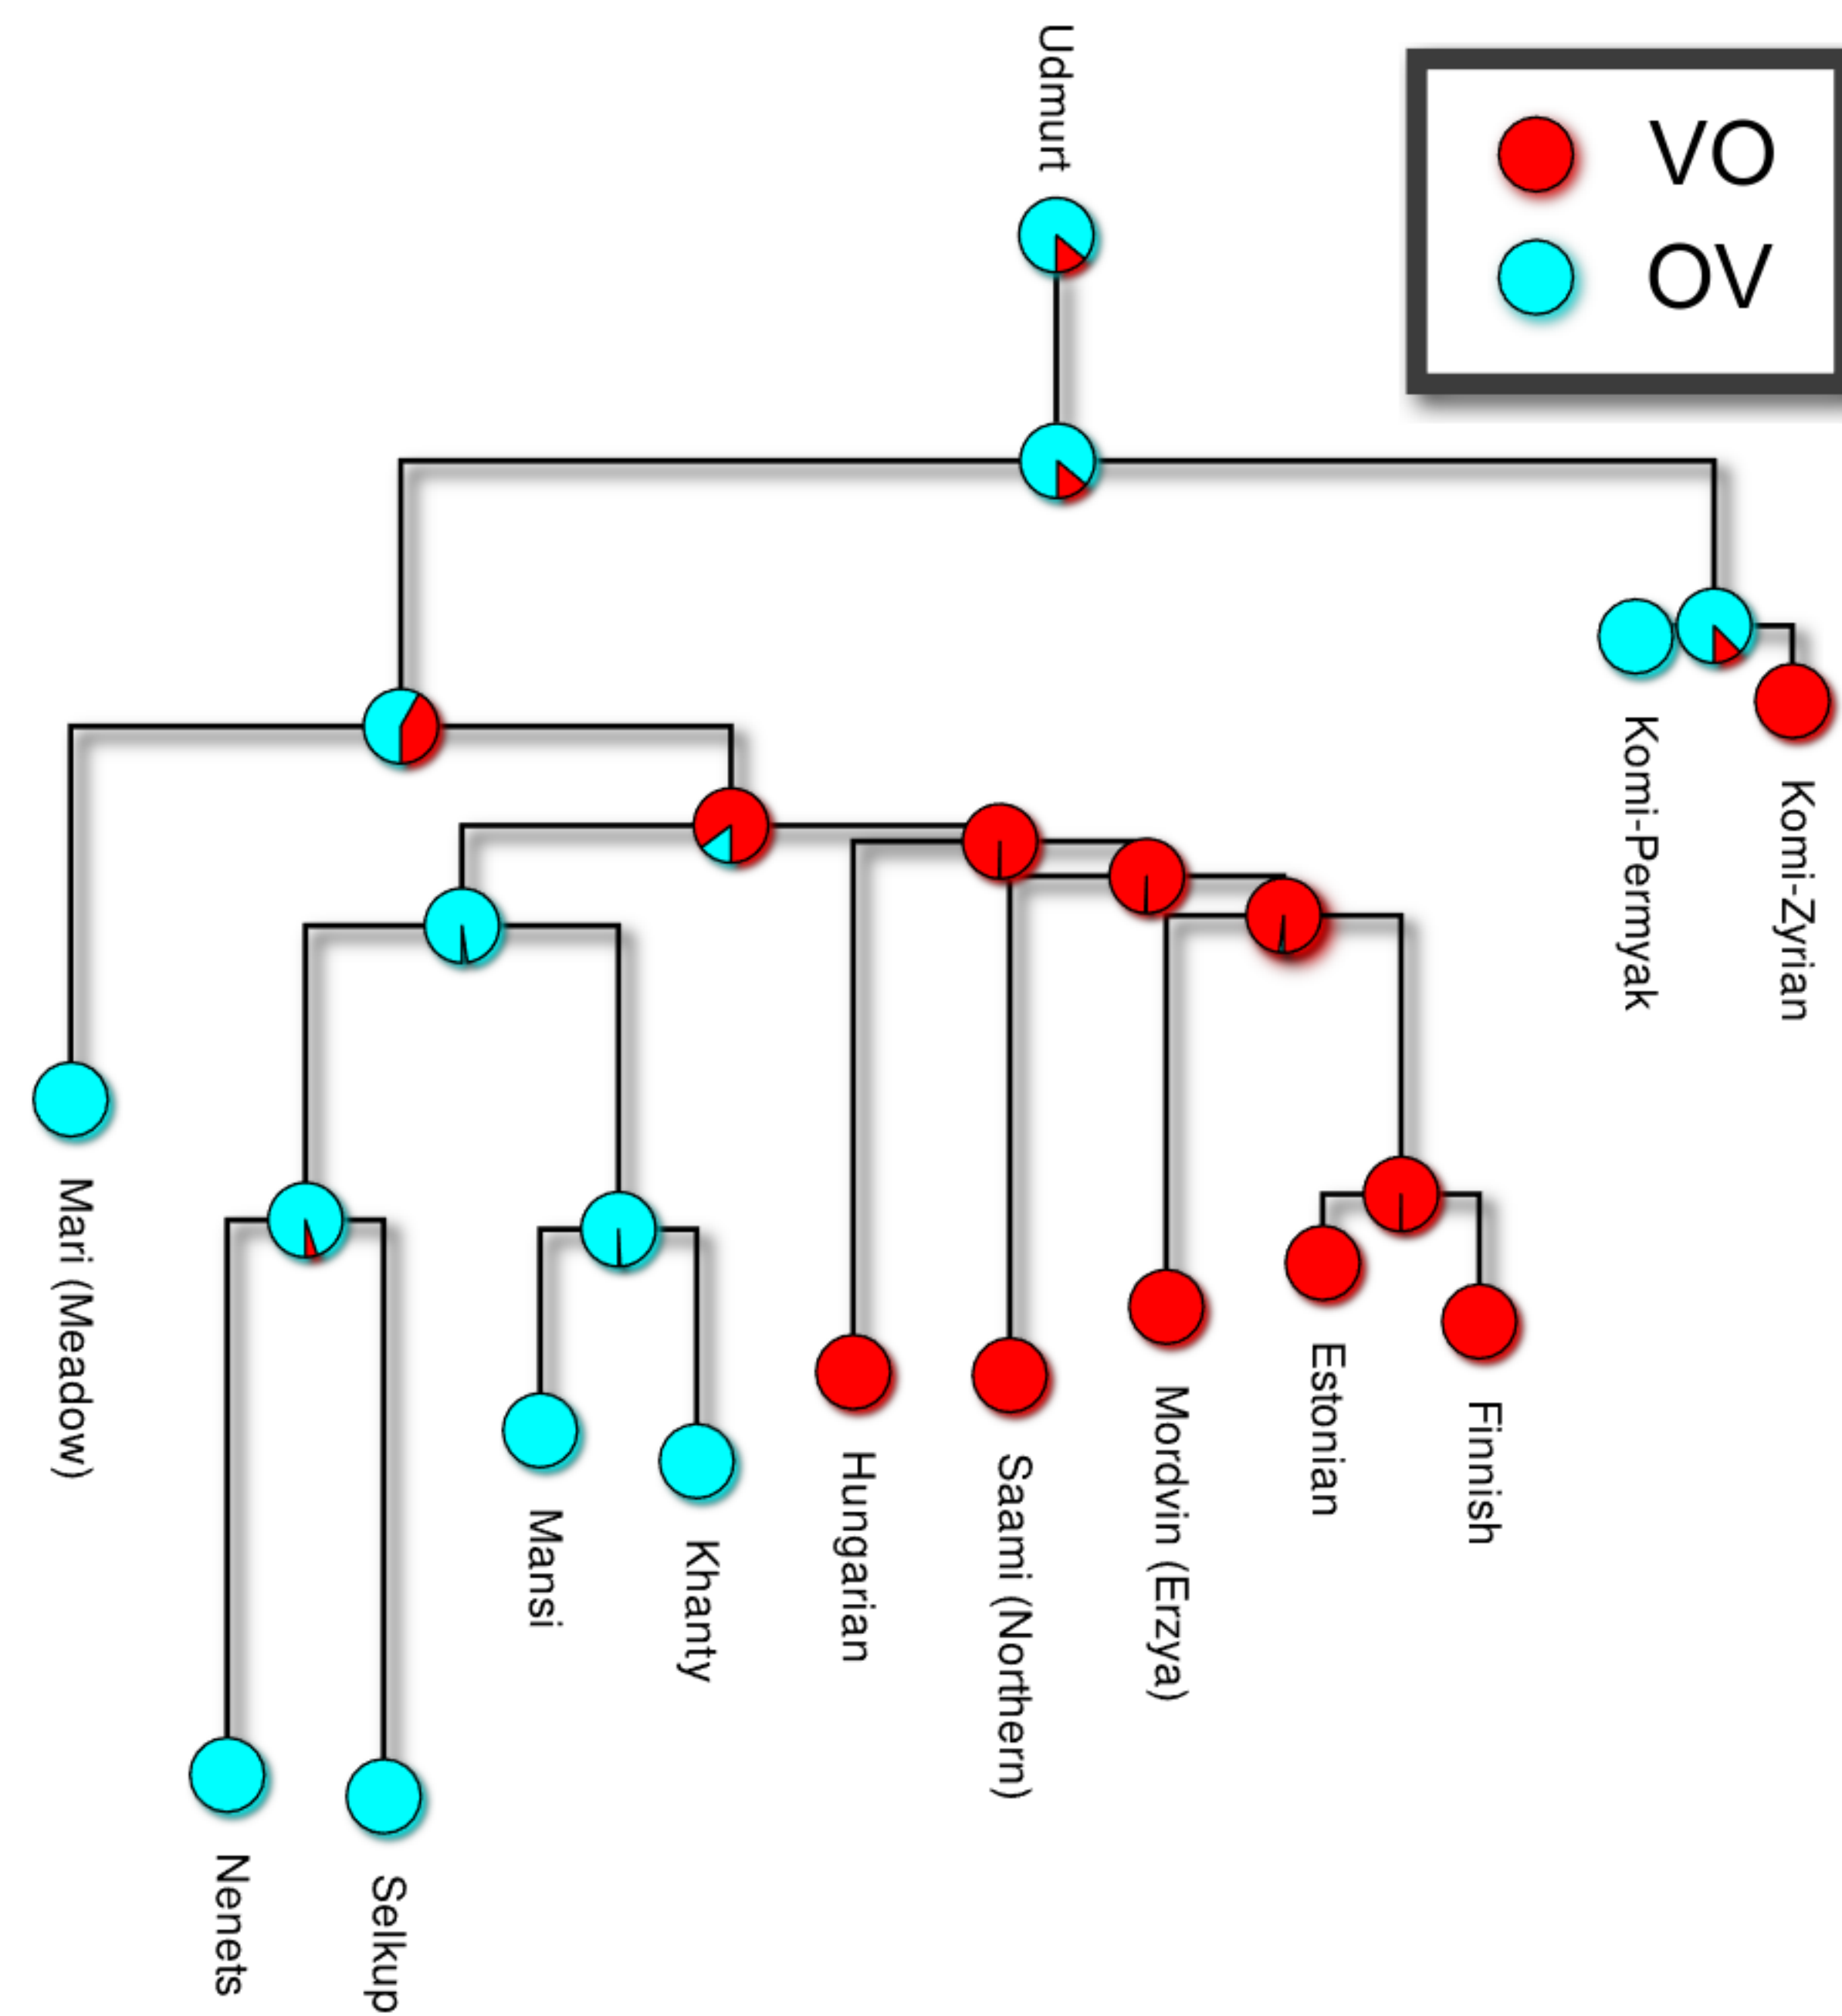 Udmurt
VO
OV
Komi-Permyak
Komi-Zyrian
Mari (Meadow)
Nenets
Selkup
Mansi
Khanty
Hungarian
Saami (Northern)
Mordvin (Erzya)
Estonian
Finnish